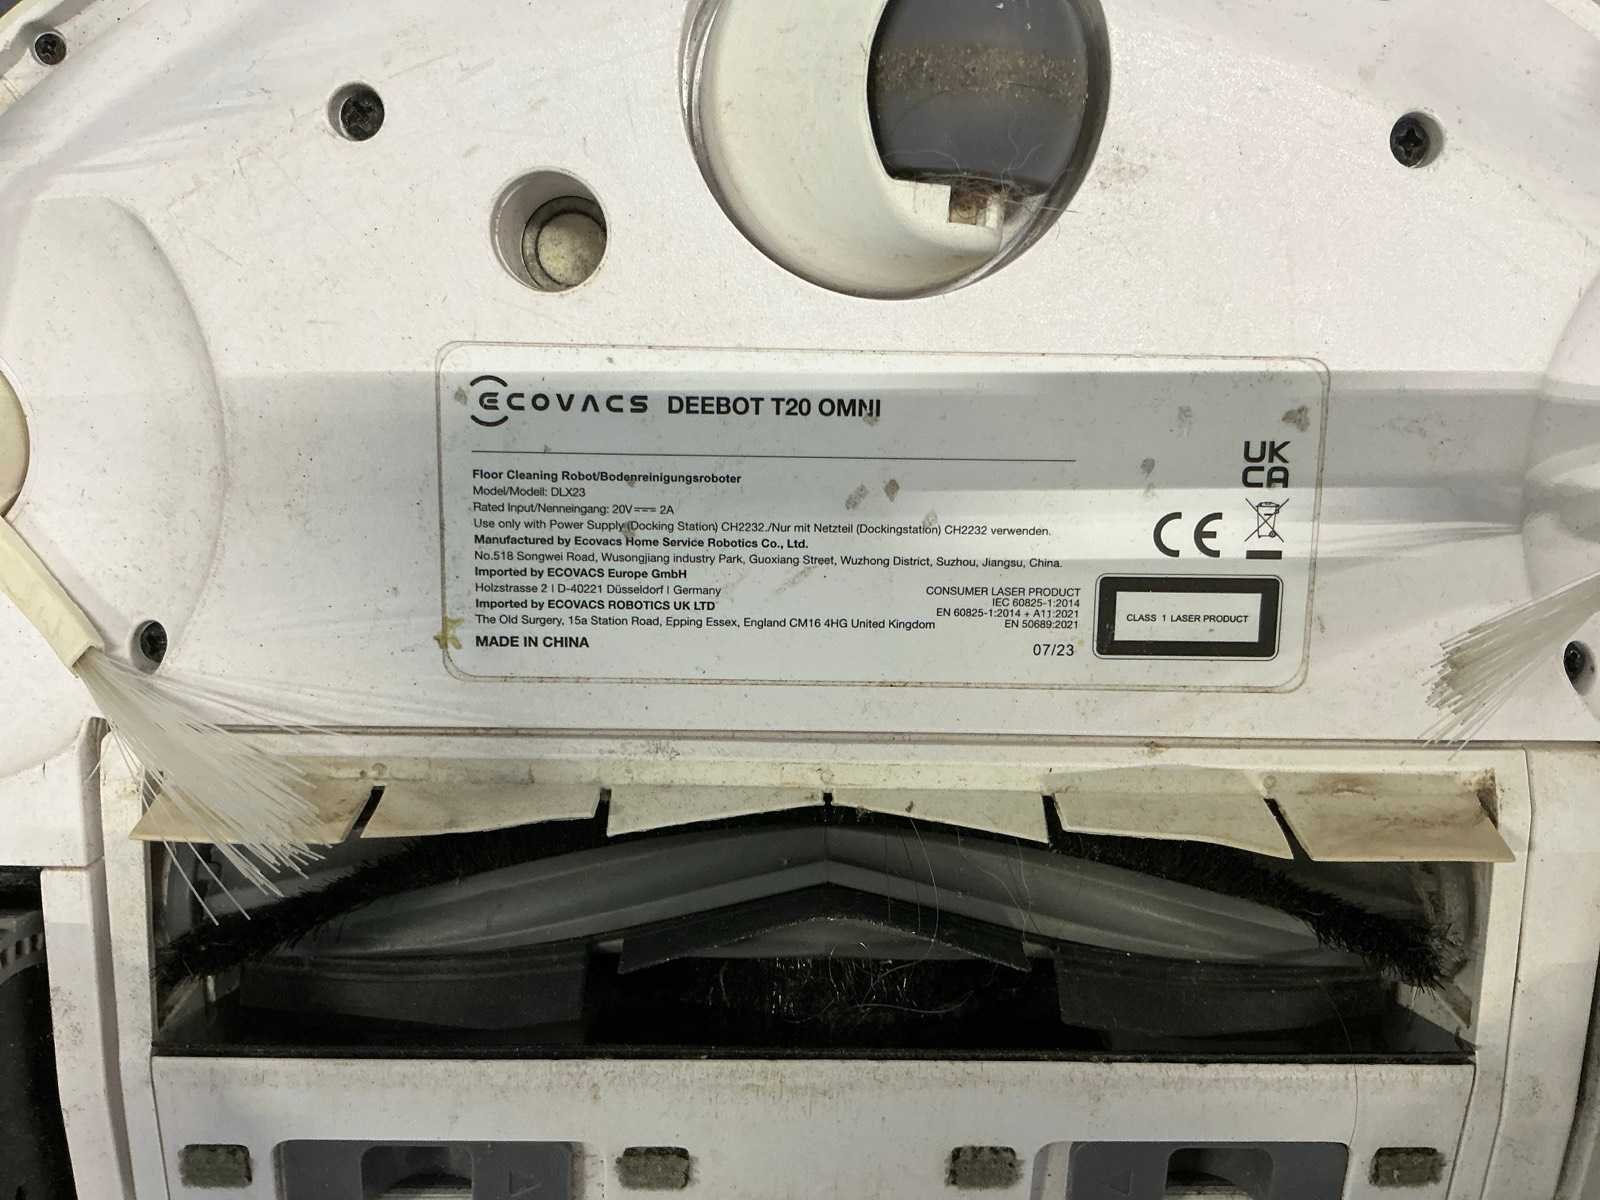 ECOVACS DEEBOT T20 OMNI
Floor Cleaning Robot/Bodenreinigungsroboter
Model/Modell: DLX23
Rated Input/Nenneingang: 20V⎓ 2A
Use only with Power Supply (Docking Station) CH2232./Nur mit Netzteil (Dockingstation) CH2232 verwenden.
Manufactured by Ecovacs Home Service Robotics Co., Ltd.
No.518 Songwei Road, Wusongjiang industry Park, Guoxiang Street, Wuzhong District, Suzhou, Jiangsu, China.
Imported by ECOVACS Europe GmbH
Holzstrasse 2 I D-40221 Düsseldorf I Germany
Imported by ECOVACS ROBOTICS UK LTD
The Old Surgery, 15a Station Road, Epping Essex, England CM16 4HG United Kingdom
MADE IN CHINA
CONSUMER LASER PRODUCT
IEC 60825-1:2014
EN 60825-1:2014 + A11:2021
EN 50689:2021
07/23
UK
CA
CE
CLASS 1 LASER PRODUCT